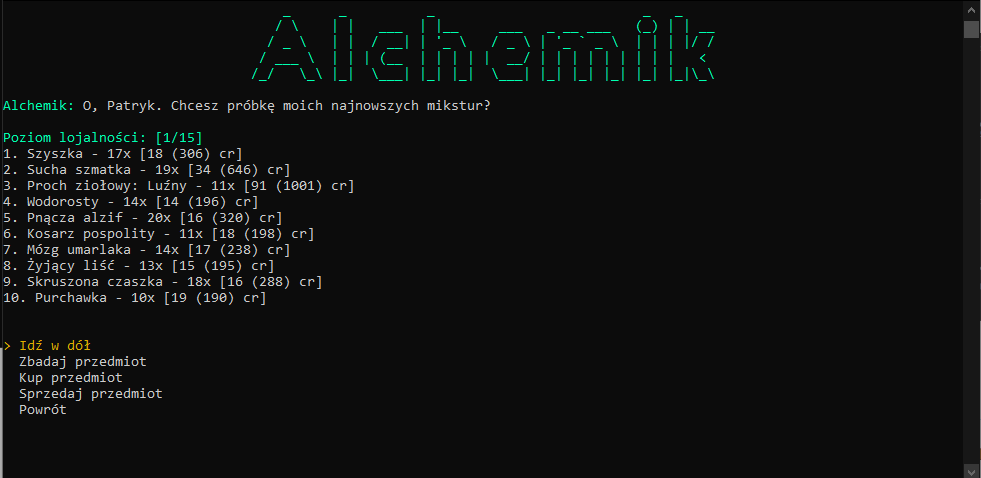 Alchemik
Alchemik: O, Patryk. Chcesz próbkę moich najnowszych mikstur?
Poziom lojalności: [1/15]
1. Szyszka - 17x [18 (306) cr]
2. Sucha szmatka - 19x [34 (646) cr]
3. Proch ziołowy: Luźny - 11x [91 (1001) cr]
4. Wodorosty - 14x [14 (196) cr]
5. Pnącza alzif - 20x [16 (320) cr]
6. Kosarz pospolity - 11x [18 (198) cr]
7. Mózg umarlaka - 14x [17 (238) cr]
8. Żyjący liść - 13x [15 (195) cr]
9. Skruszona czaszka - 18x [16 (288) cr]
10. Purchawka - 10x [19 (190) cr]
> Idź w dół
Zbadaj przedmiot
Kup przedmiot
Sprzedaj przedmiot
Powrót